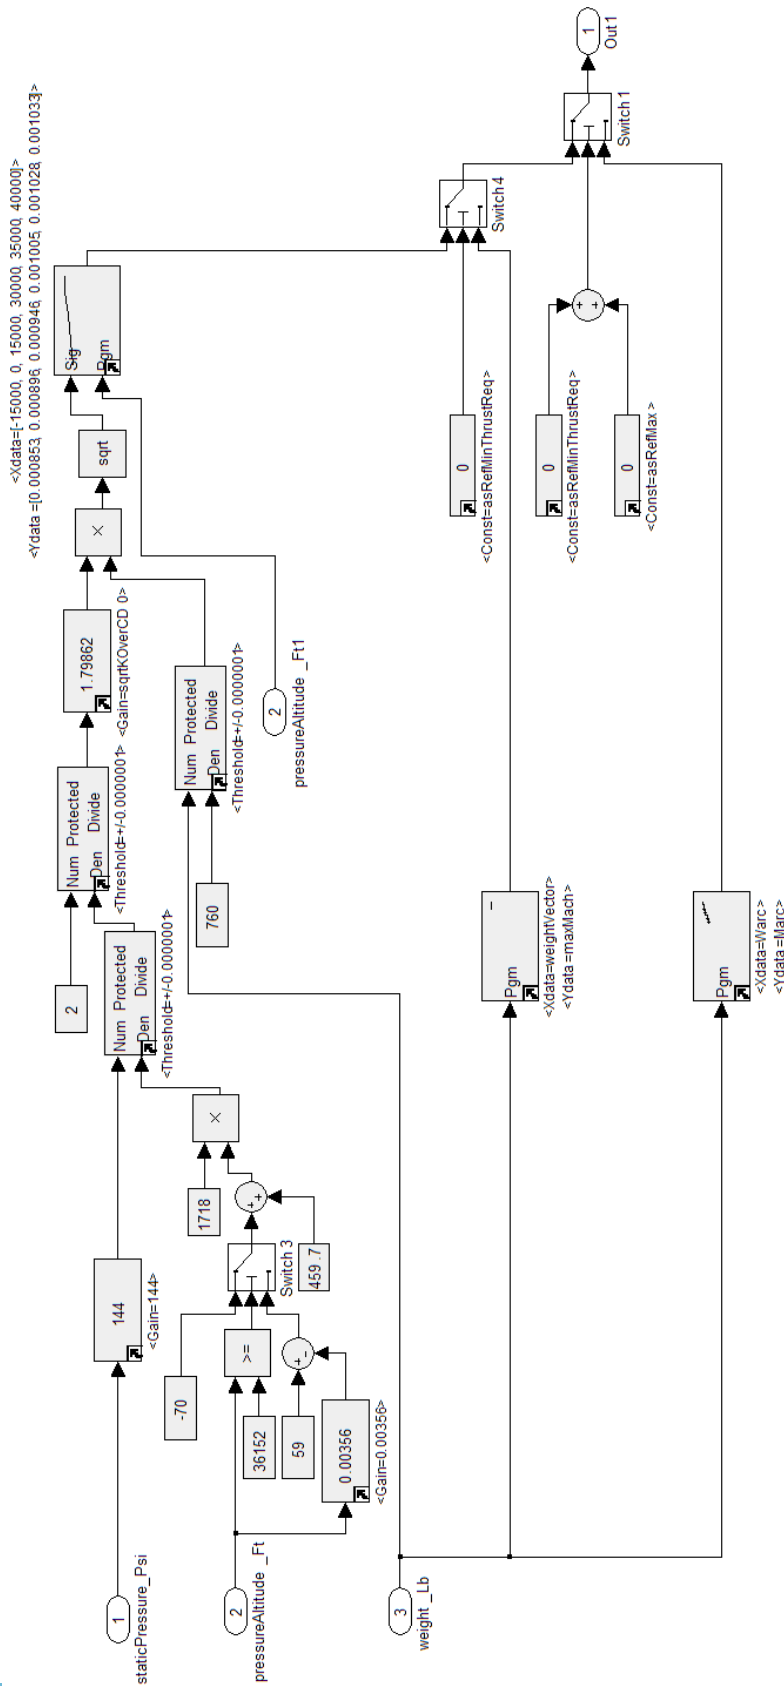 1
staticPressure_Psi
144
<Gain=144>
2
pressureAltitude _Ft
-70
>=
36152
59
+
-
0.00356
<Gain=0.00356>
Switch 3
+
+
459 .7
1718
×
Num Protected
Den Divide
<Threshold=+/-0.0000001>
2
Num Protected
Den Divide
<Threshold=+/-0.0000001>
1.79862
<Gain=sqrtKOverCD 0>
3
weight _Lb
760
Num Protected
Den Divide
<Threshold=+/-0.0000001>
×
sqrt
2
pressureAltitude _Ft1
Sig
Pgm
<Xdata=[-15000, 0, 15000, 30000, 35000, 40000]>
<Ydata =[0.000853, 0.000896, 0.000946, 0.001005, 0.001028, 0.001033]>
Pgm
<Xdata=weightVector>
<Ydata =maxMach>
Pgm
<Xdata=Warc>
<Ydata =Marc>
0
<Const=asRefMinThrustReq>
0
<Const=asRefMinThrustReq>
0
<Const=asRefMax >
+
+
Switch 4
Switch 1
1
Out1